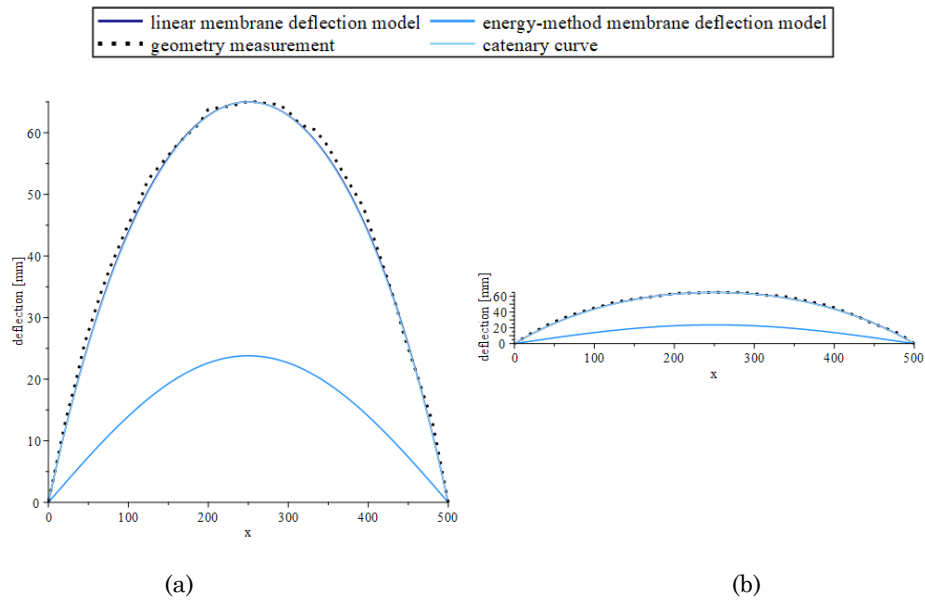 linear membrane deflection model energy-method membrane deflection model
geometry measurement catenary curve
60
50
40
30
20
10
0
deflection [mm]
0 100 200 300 400 500
x
60
40
20
0
deflection [mm]
0 100 200 300 400 500
x
(a) (b)